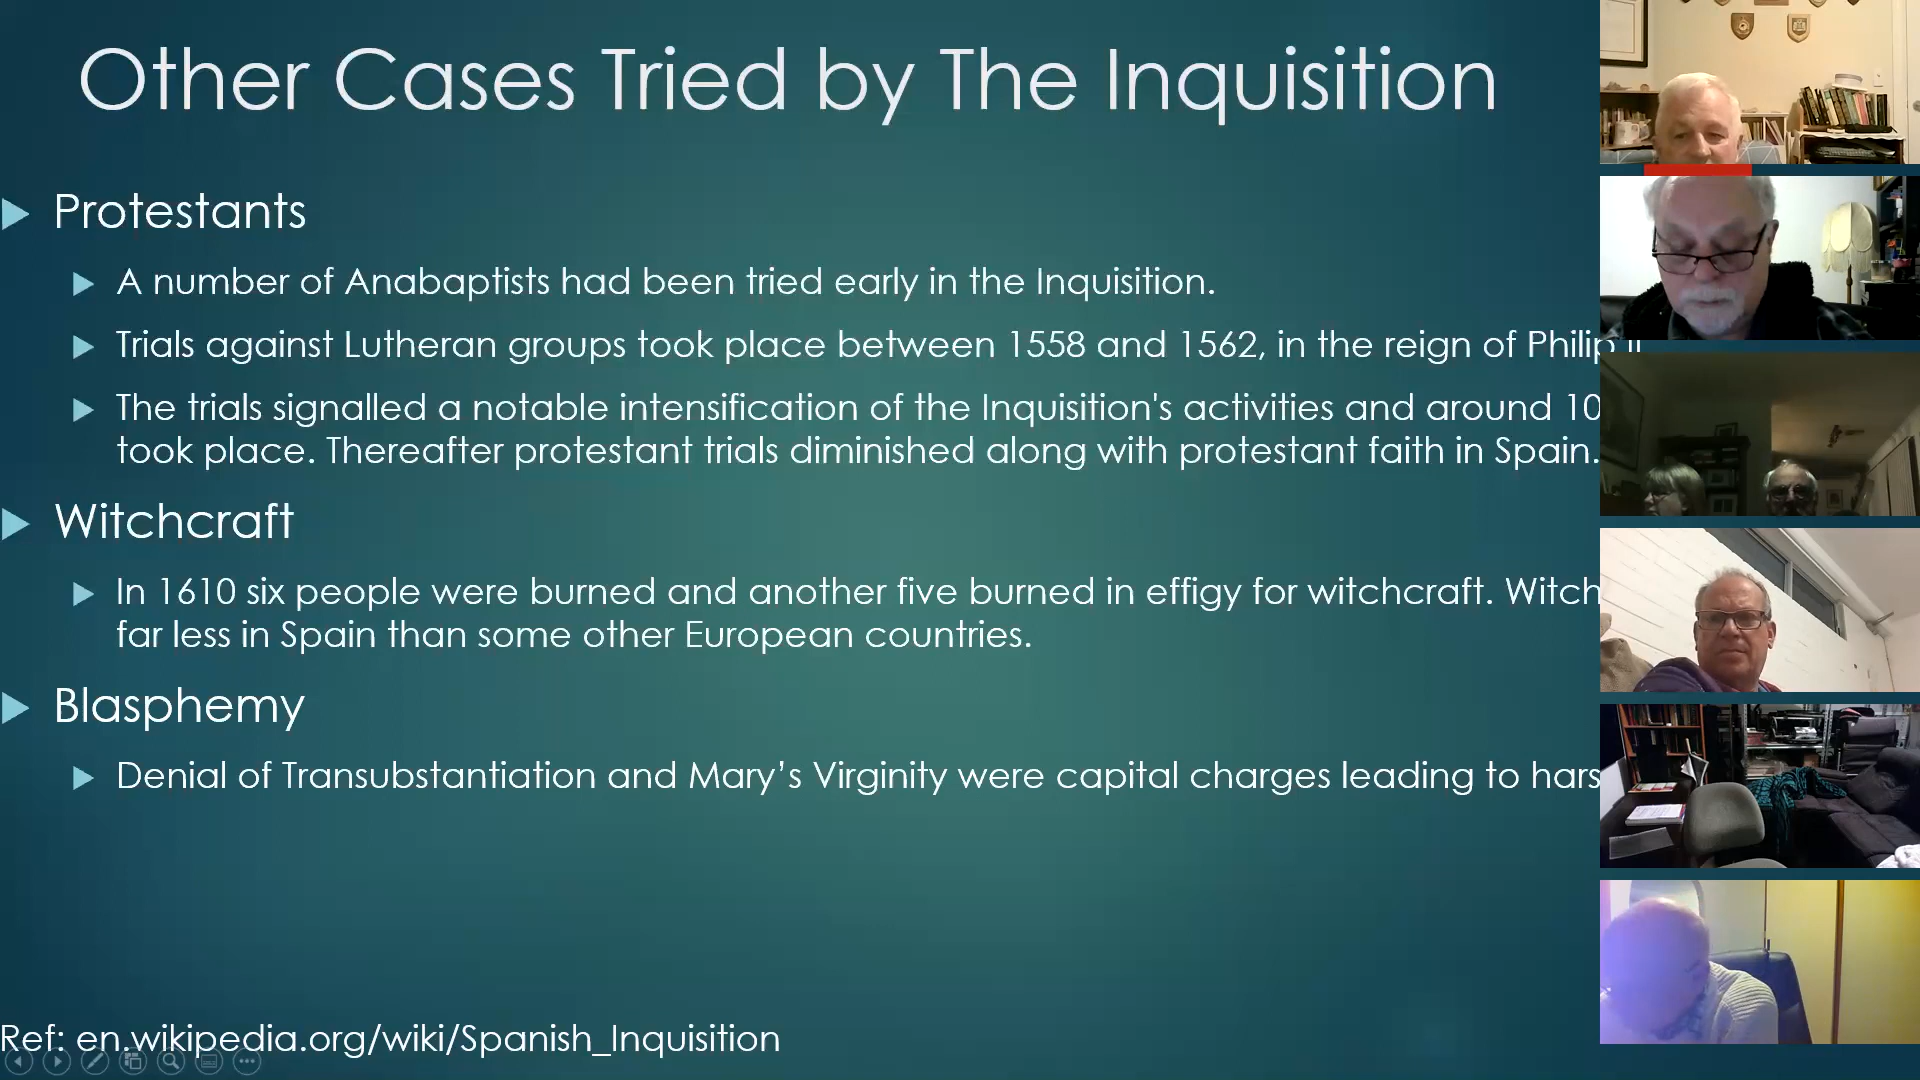 Other Cases Tried by The Inquisition
Protestants
A number of Anabaptists had been tried early in the Inquisition.
Trials against Lutheran groups took place between 1558 and 1562, in the reign of Philip II
The trials signalled a notable intensification of the Inquisition's activities and around 10
took place. Thereafter protestant trials diminished along with protestant faith in Spain.
Witchcraft
In 1610 six people were burned and another five burned in effigy for witchcraft. Witch
far less in Spain than some other European countries.
Blasphemy
Denial of Transubstantiation and Mary’s Virginity were capital charges leading to hars
Ref: en.wikipedia.org/wiki/Spanish_Inquisition